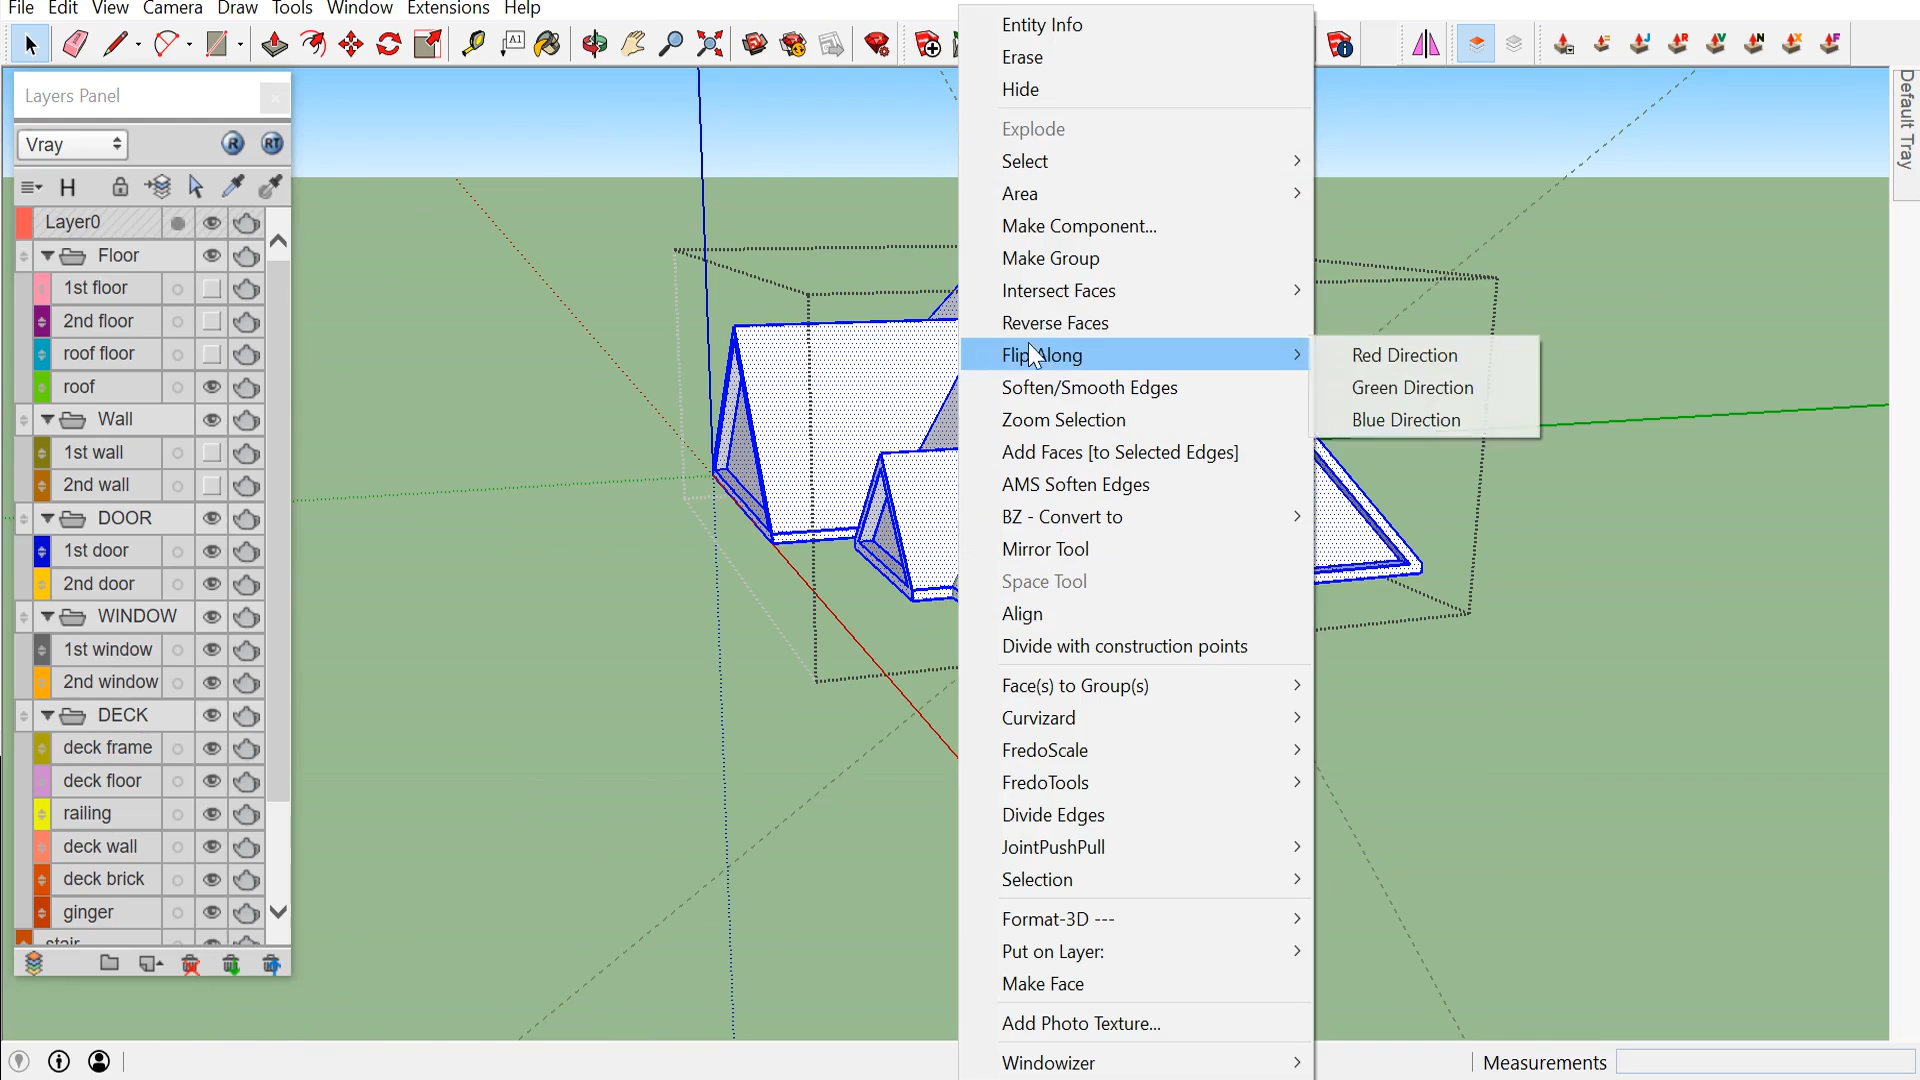 File Edit View Camera Draw Tools Window Extensions Help
Layers Panel
Vray
R RT
H
Layer0
Floor
1st floor
2nd floor
roof floor
roof
Wall
1st wall
2nd wall
DOOR
1st door
2nd door
WINDOW
1st window
2nd window
DECK
deck frame
deck floor
railing
deck wall
deck brick
ginger
stair
Entity Info
Erase
Hide
Explode
Select
Area
Make Component...
Make Group
Intersect Faces
Reverse Faces
Flip Along
Soften/Smooth Edges
Zoom Selection
Add Faces [to Selected Edges]
AMS Soften Edges
BZ - Convert to
Mirror Tool
Space Tool
Align
Divide with construction points
Face(s) to Group(s)
Curvizard
FredoScale
FredoTools
Divide Edges
JointPushPull
Selection
Format-3D ---
Put on Layer:
Make Face
Add Photo Texture...
Windowizer
Red Direction
Green Direction
Blue Direction
Default Tray
Measurements